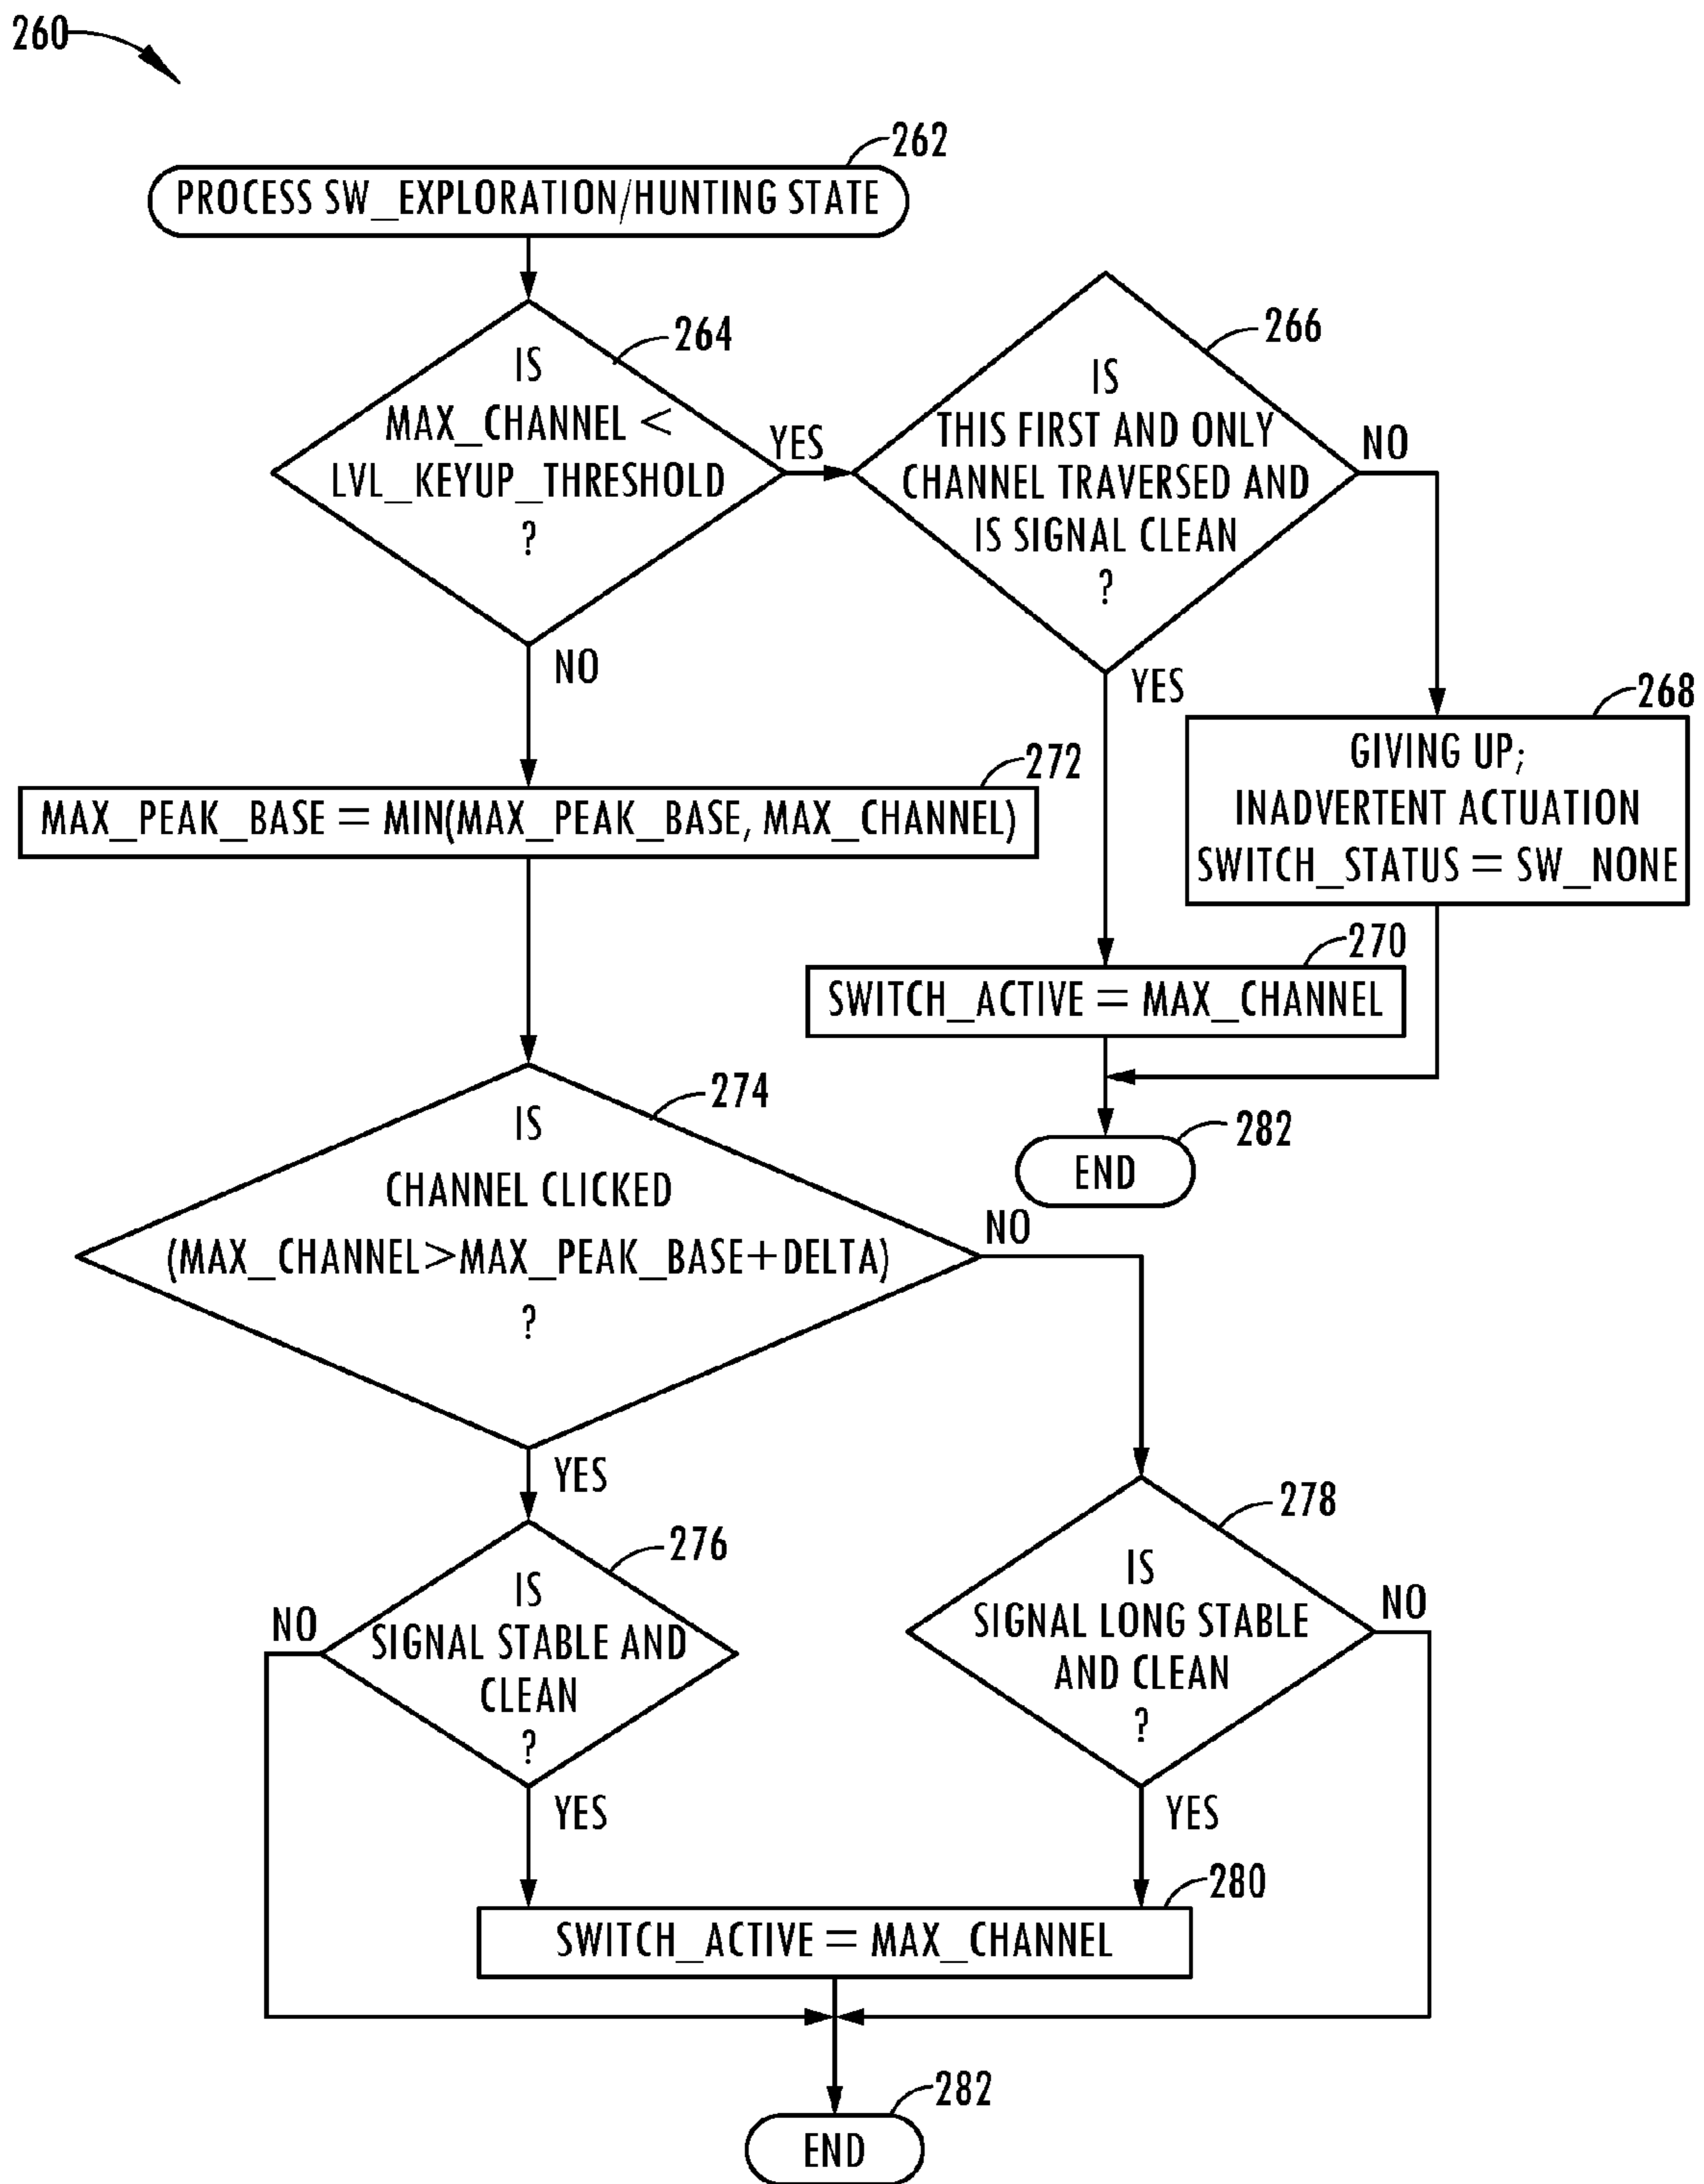 260
262
PROCESS SW_EXPLORATION/HUNTING STATE
264
IS
MAX_CHANNEL <
LVL_KEYUP_THRESHOLD
?
YES
NO
266
IS
THIS FIRST AND ONLY
CHANNEL TRAVERSED AND
IS SIGNAL CLEAN
?
NO
YES
268
GIVING UP;
INADVERTENT ACTUATION
SWITCH_STATUS = SW_NONE
272
MAX_PEAK_BASE = MIN(MAX_PEAK_BASE, MAX_CHANNEL)
270
SWITCH_ACTIVE = MAX_CHANNEL
282
END
274
IS
CHANNEL CLICKED
(MAX_CHANNEL>MAX_PEAK_BASE+DELTA)
?
NO
YES
276
IS
SIGNAL STABLE AND
CLEAN
?
NO
YES
278
IS
SIGNAL LONG STABLE
AND CLEAN
?
NO
YES
280
SWITCH_ACTIVE = MAX_CHANNEL
282
END